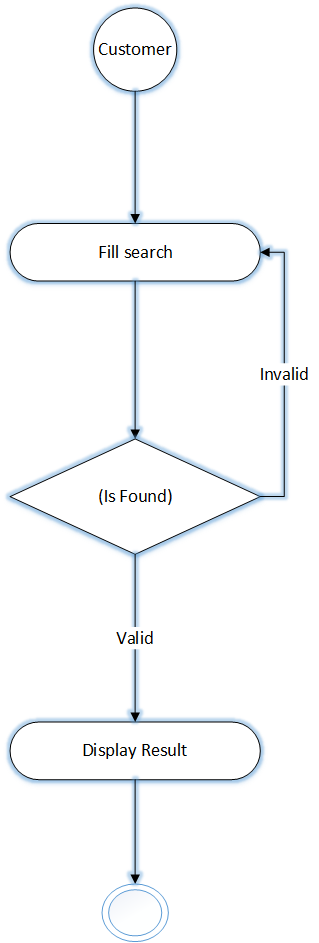 Customer
Fill search
Invalid
(Is Found)
Valid
Display Result